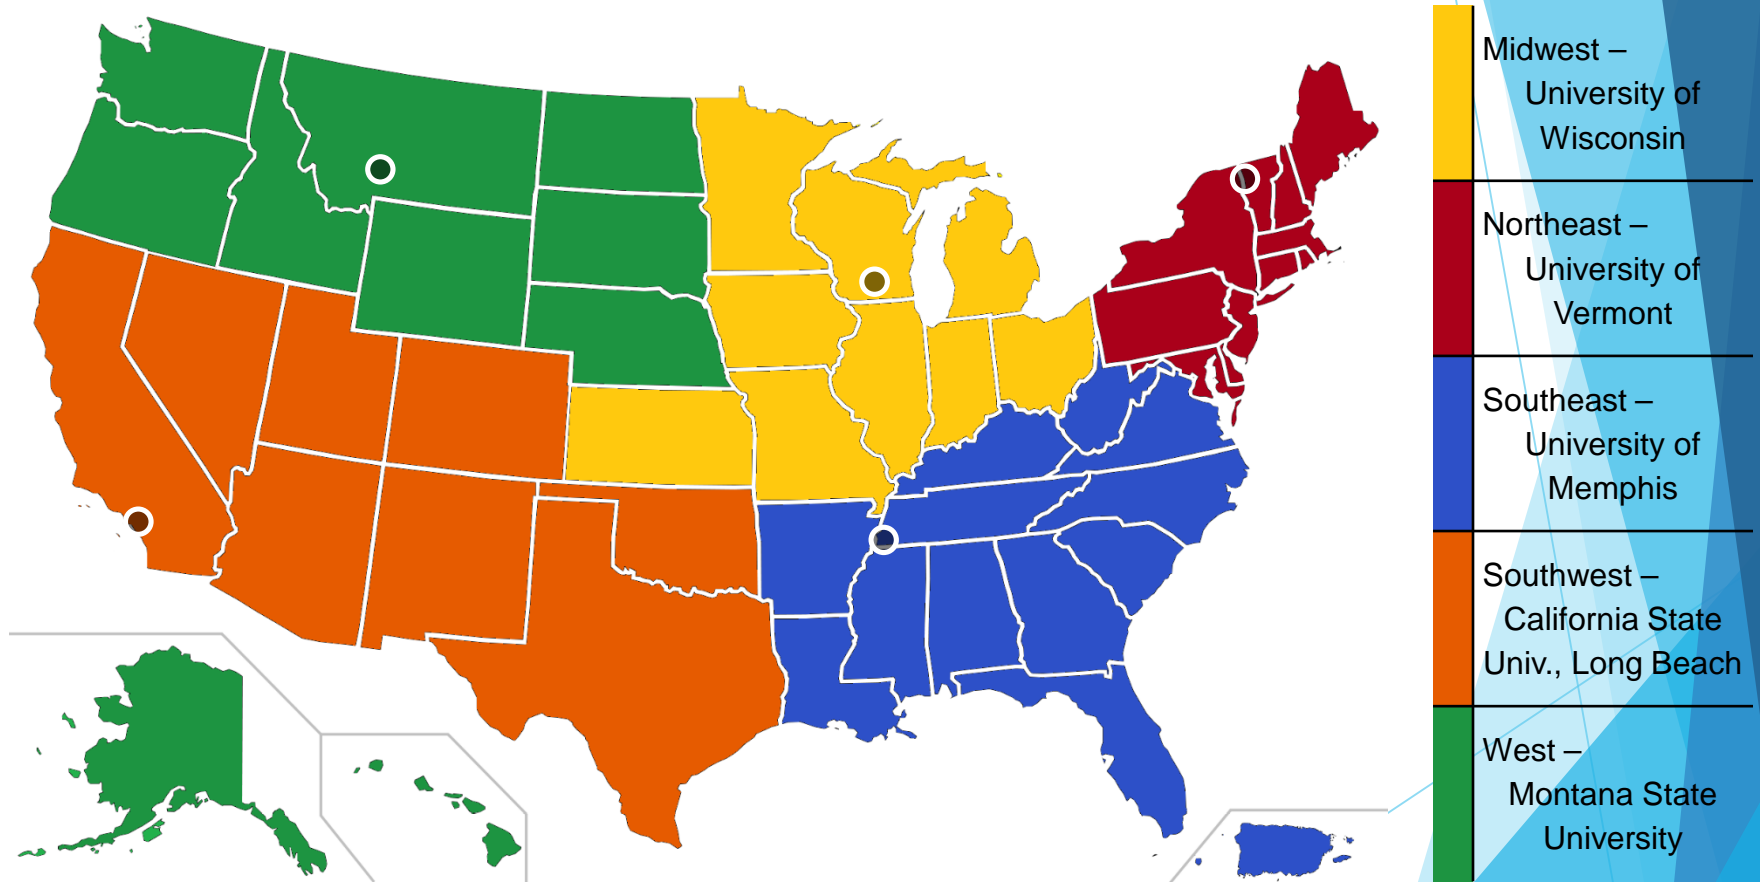 Midwest –
University of
Wisconsin
Northeast –
University of
Vermont
Southeast –
University of
Memphis
Southwest –
California State
Univ., Long Beach
West –
Montana State
University